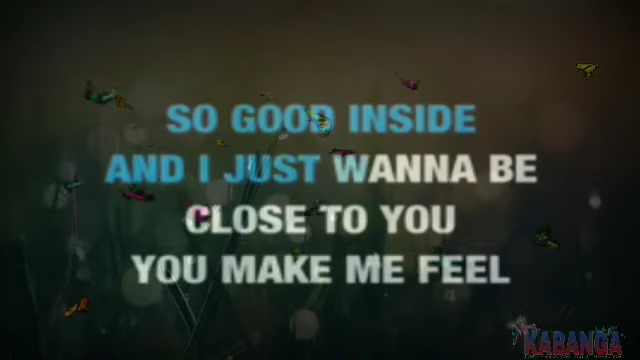 SO GOOD INSIDE
AND I JUST WANNA BE
CLOSE TO YOU
YOU MAKE ME FEEL
KABANGA